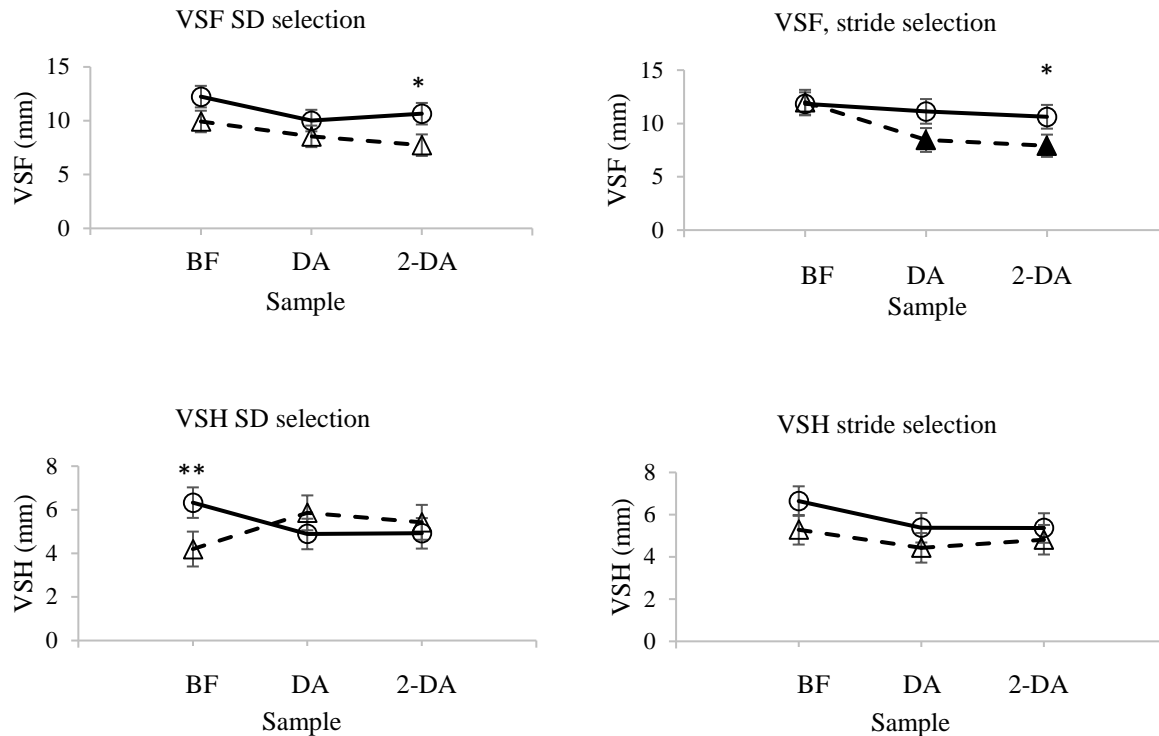 VSF SD selection
*
15
10
5
0
VSF (mm)
BF DA 2-DA
Sample
VSF, stride selection
*
15
10
5
0
VSF (mm)
BF DA 2-DA
Sample
VSH SD selection
**
8
6
4
2
0
VSH (mm)
BF DA 2-DA
Sample
VSH stride selection
8
6
4
2
0
VSH (mm)
BF DA 2-DA
Sample